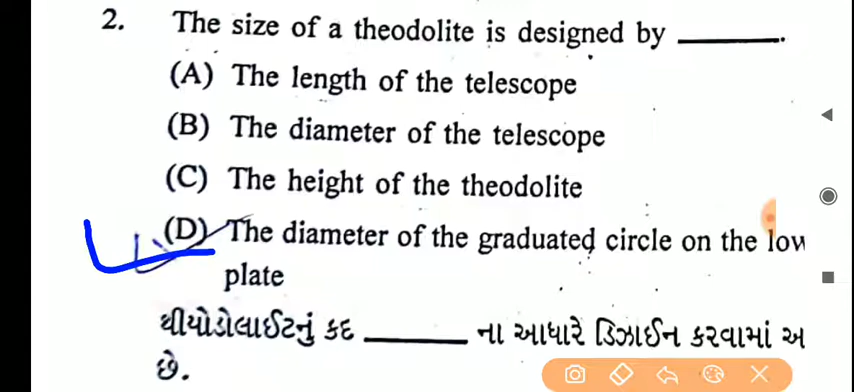 2. The size of a theodolite is designed by ______.
(A) The length of the telescope
(B) The diameter of the telescope
(C) The height of the theodolite
(D) The diameter of the graduated circle on the low
plate
થીયોડોલાઈટનું કદ ______ ના આધારે ડિઝાઈન કરવામાં અ
છે.